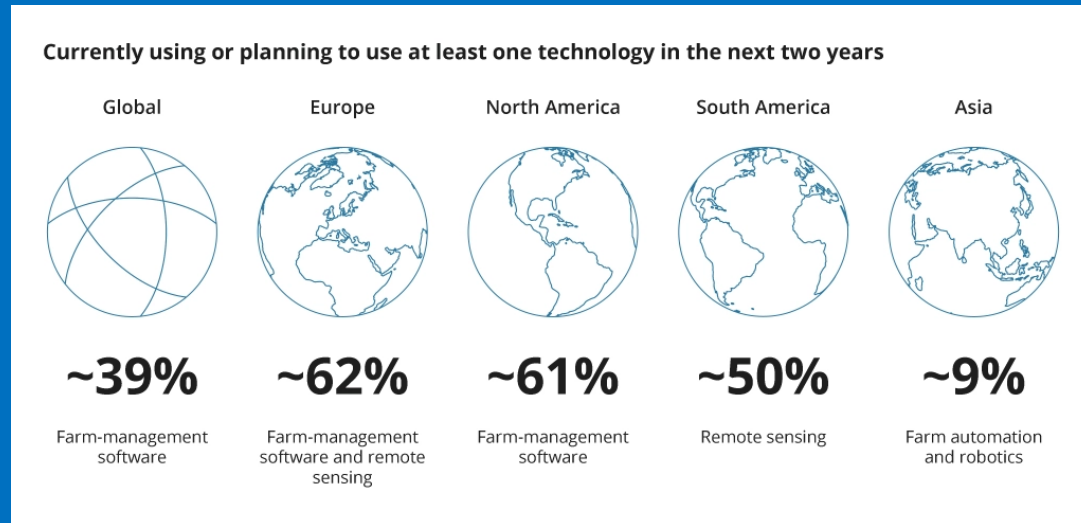 Currently using or planning to use at least one technology in the next two years
Global
Europe
North America
South America
Asia
~39%
~62%
~61%
~50%
~9%
Farm-management
software
Farm-management
software and remote
sensing
Farm-management
software
Remote sensing
Farm automation
and robotics